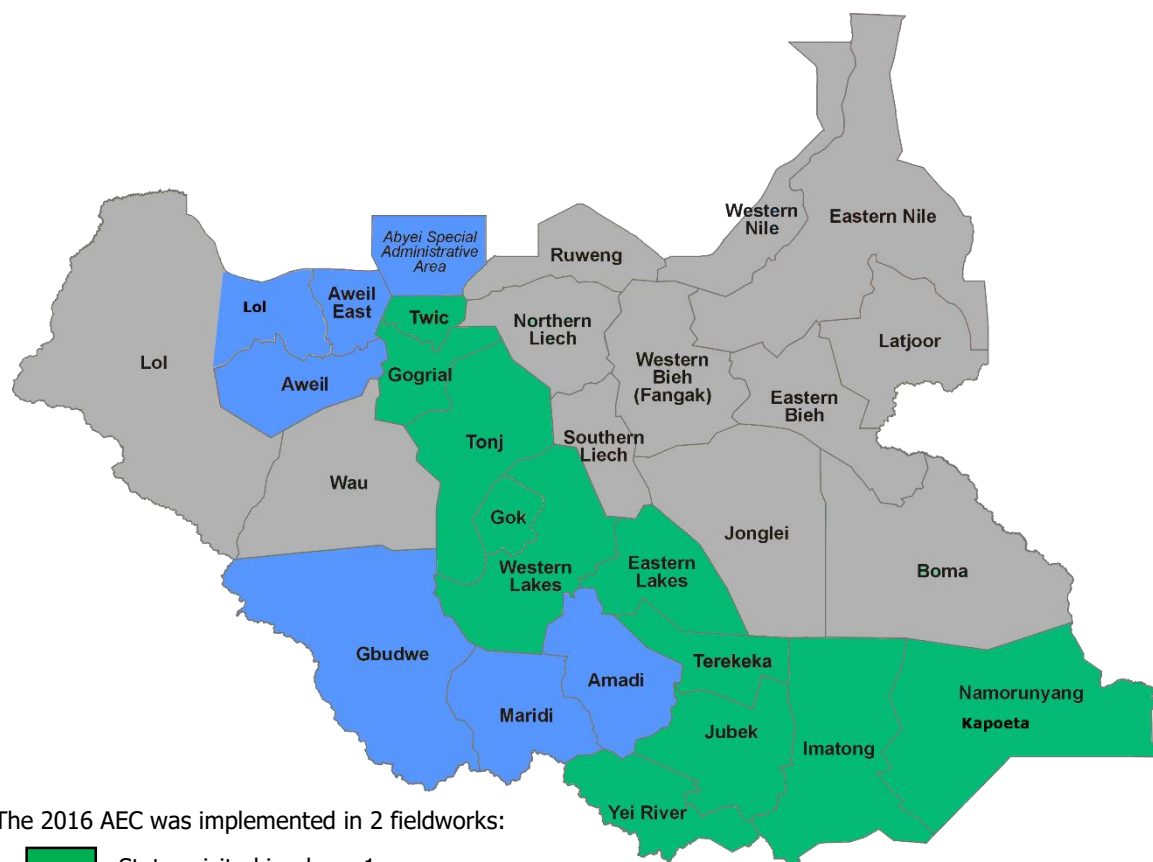 Western
Nile
Eastern Nile
Abyei Special
Administrative
Area
Ruweng
Lol
Aweil
East
Twic
Northern
Liech
Latjoor
Lol
Western
Bieh
(Fangak)
Gogrial
Aweil
Eastern
Bieh
Tonj
Southern
Liech
Wau
Gok
Jonglei
Eastern
Lakes
Western
Lakes
Boma
Gbudwe
Terekeka
Amadi
Namorunyang
Kapoeta
Maridi
Jubek
Imatong
Yei River
The 2016 AEC was implemented in 2 fieldworks: